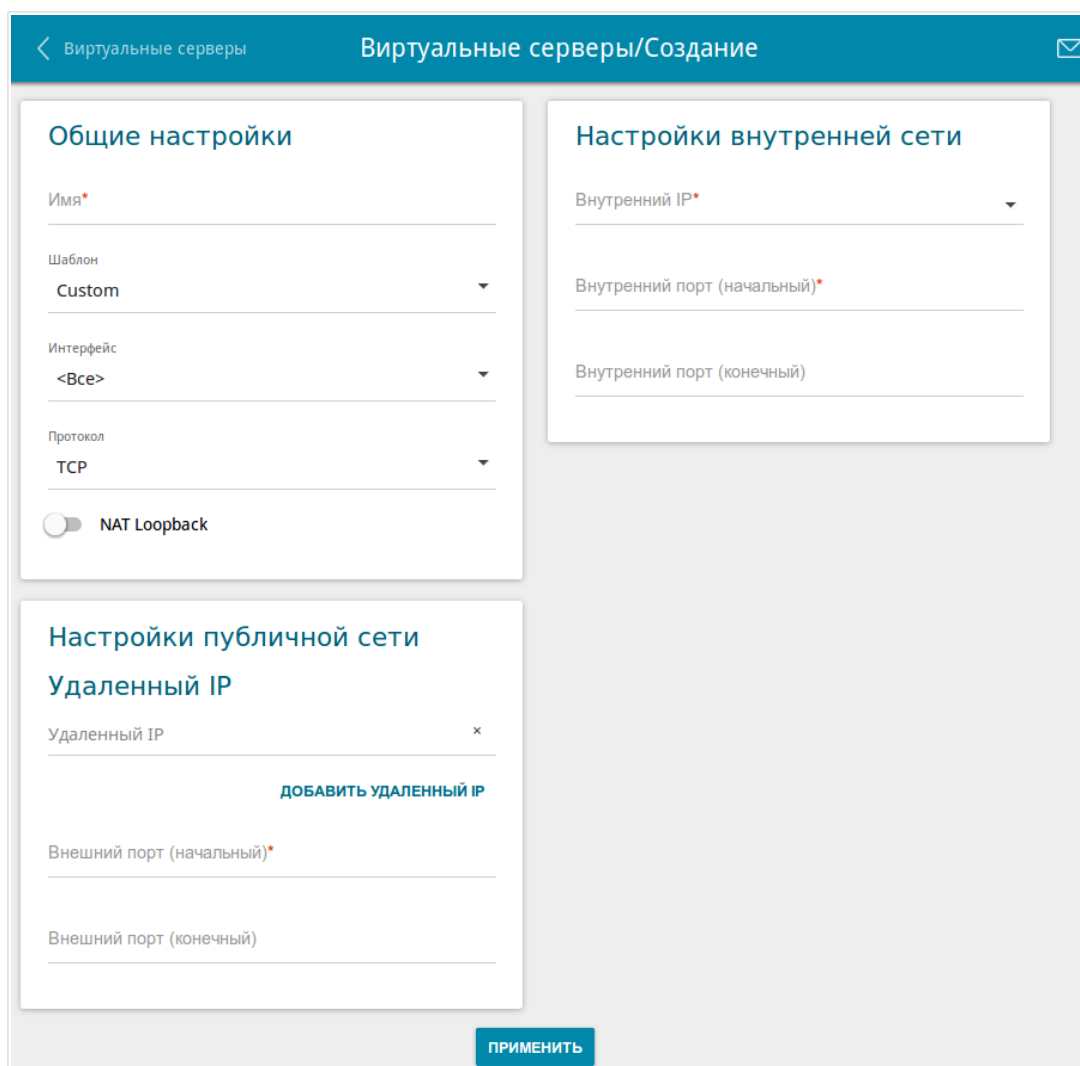 Виртуальные серверы
Виртуальные серверы/Создание
Общие настройки
Имя*
Шаблон
Custom
Интерфейс
<Все>
Протокол
TCP
NAT Loopback
Настройки публичной сети
Удаленный IP
Удаленный IP ×
ДОБАВИТЬ УДАЛЕННЫЙ IP
Внешний порт (начальный)*
Внешний порт (конечный)
Настройки внутренней сети
Внутренний IP*
Внутренний порт (начальный)*
Внутренний порт (конечный)
ПРИМЕНИТЬ